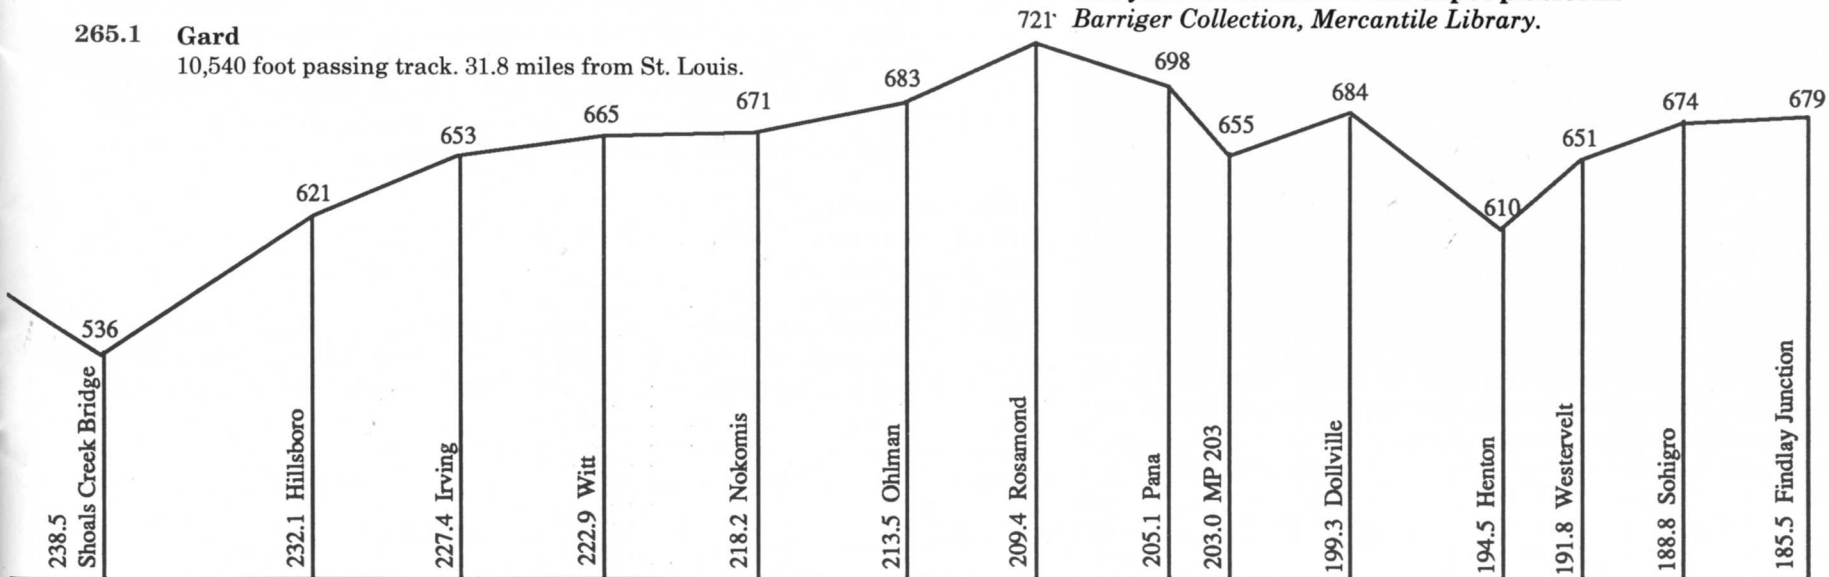 Barriger Collection, Mercantile Library.
265.1 Gard
10,540 foot passing track. 31.8 miles from St. Louis.
536
621
653
665
671
683
721
698
655
684
610
651
674
679
238.5
Shoals Creek Bridge
232.1 Hillsboro
227.4 Irving
222.9 Witt
218.2 Nokomis
213.5 Ohlman
209.4 Rosamond
205.1 Pana
203.0 MP 203
199.3 Dollville
194.5 Henton
191.8 Westervelt
188.8 Sohigro
185.5 Findlay Junction